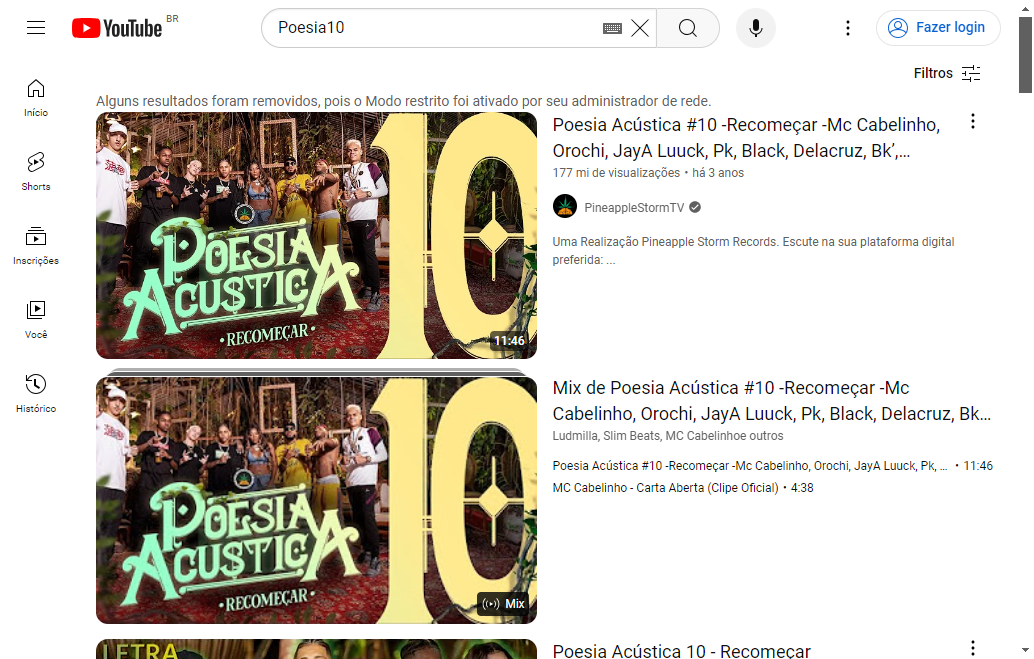 YouTube BR
Poesia10
Fazer login
Filtros
Início
Shorts
Inscrições
Você
Histórico
Alguns resultados foram removidos, pois o Modo restrito foi ativado por seu administrador de rede.
10
POESIA
ACÚSTICA
• RECOMEÇAR •
11:46
Poesia Acústica #10 -Recomeçar -Mc Cabelinho,
Orochi, JayA Luuck, Pk, Black, Delacruz, Bk’,...
177 mi de visualizações • há 3 anos
PineappleStormTV
Uma Realização Pineapple Storm Records. Escute na sua plataforma digital
preferida: ...
10
POESIA
ACÚSTICA
• RECOMEÇAR •
Mix
Mix de Poesia Acústica #10 -Recomeçar -Mc
Cabelinho, Orochi, JayA Luuck, Pk, Black, Delacruz, Bk...
Ludmilla, Slim Beats, MC Cabelinhoe outros
Poesia Acústica #10 -Recomeçar -Mc Cabelinho, Orochi, JayA Luuck, Pk, ... • 11:46
MC Cabelinho - Carta Aberta (Clipe Oficial) • 4:38
LETRA
Poesia Acústica 10 - Recomeçar